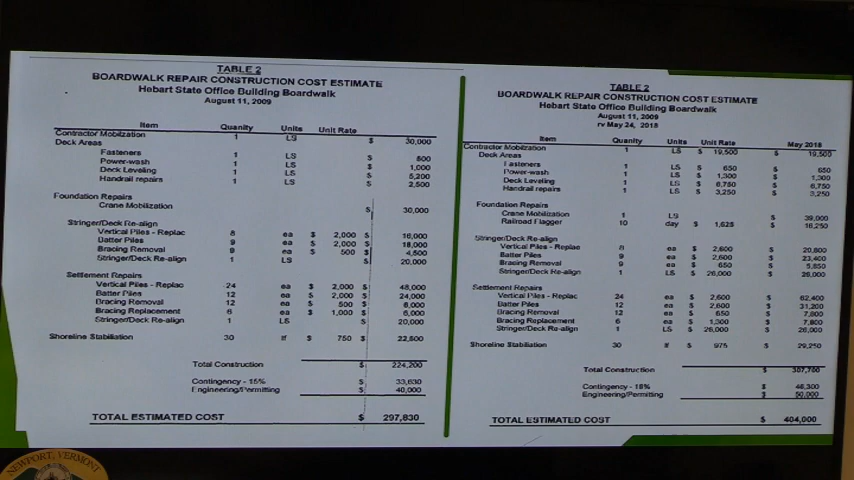 TABLE 2
BOARDWALK REPAIR CONSTRUCTION COST ESTIMATE
Hebart State Office Building Boardwalk
August 11, 2009
Item Quanity Units Unit Rate
Contractor Mobilzation 1 LS $ 30,000
Deck Areas
Fasteners 1 LS $ 500
Power-wash 1 LS $ 1,000
Deck Leveling 1 LS $ 5,200
Handrail repairs 1 LS $ 2,500
Foundation Repairs
Crane Mobilization $ 30,000
Stringer/Deck Re-align
Vertical Piles - Replac 8 ea $ 2,000 $ 16,000
Batter Piles 9 ea $ 2,000 $ 18,000
Bracing Removal 9 ea $ 500 $ 4,500
Stringer/Deck Re-align 1 LS $ 20,000
Settlement Repairs
Vertical Piles - Replac 24 ea $ 2,000 $ 48,000
Batter Piles 12 ea $ 2,000 $ 24,000
Bracing Removal 12 ea $ 500 $ 6,000
Bracing Replacement 6 ea $ 1,000 $ 6,000
Stringer/Deck Re-align 1 LS $ 20,000
Shoreline Stabiliation 30 lf $ 750 $ 22,500
Total Construction $ 224,200
Contingency - 15% $ 33,630
Engineering/Permitting $ 40,000
TOTAL ESTIMATED COST $ 297,830
TABLE 2
BOARDWALK REPAIR CONSTRUCTION COST ESTIMATE
Hebart State Office Building Boardwalk
August 11, 2009
rv May 24, 2018
Item Quanity Units Unit Rate May 2018
Contractor Mobilization 1 LS $ 19,500 $ 19,500
Deck Areas
Fasteners 1 LS $ 650 $ 650
Power-wash 1 LS $ 1,300 $ 1,300
Deck Leveling 1 LS $ 6,750 $ 6,750
Handrail repairs 1 LS $ 3,250 $ 3,250
Foundation Repairs
Crane Mobilization 1 LS $ 39,000
Railroad Flagger 10 day $ 1,625 $ 16,250
Stringer/Deck Re-align
Vertical Piles - Replac 8 ea $ 2,600 $ 20,800
Batter Piles 9 ea $ 2,600 $ 23,400
Bracing Removal 9 ea $ 650 $ 5,850
Stringer/Deck Re-align 1 LS $ 26,000 $ 26,000
Settlement Repairs
Vertical Piles - Replac 24 ea $ 2,600 $ 62,400
Batter Piles 12 ea $ 2,600 $ 31,200
Bracing Removal 12 ea $ 650 $ 7,800
Bracing Replacement 6 ea $ 1,300 $ 7,800
Stringer/Deck Re-align 1 LS $ 26,000 $ 26,000
Shoreline Stabiliation 30 lf $ 975 $ 29,250
Total Construction $ 307,700
Contingency - 15% $ 46,300
Engineering/Permitting $ 50,000
TOTAL ESTIMATED COST $ 404,000
NEWPORT, VERMONT